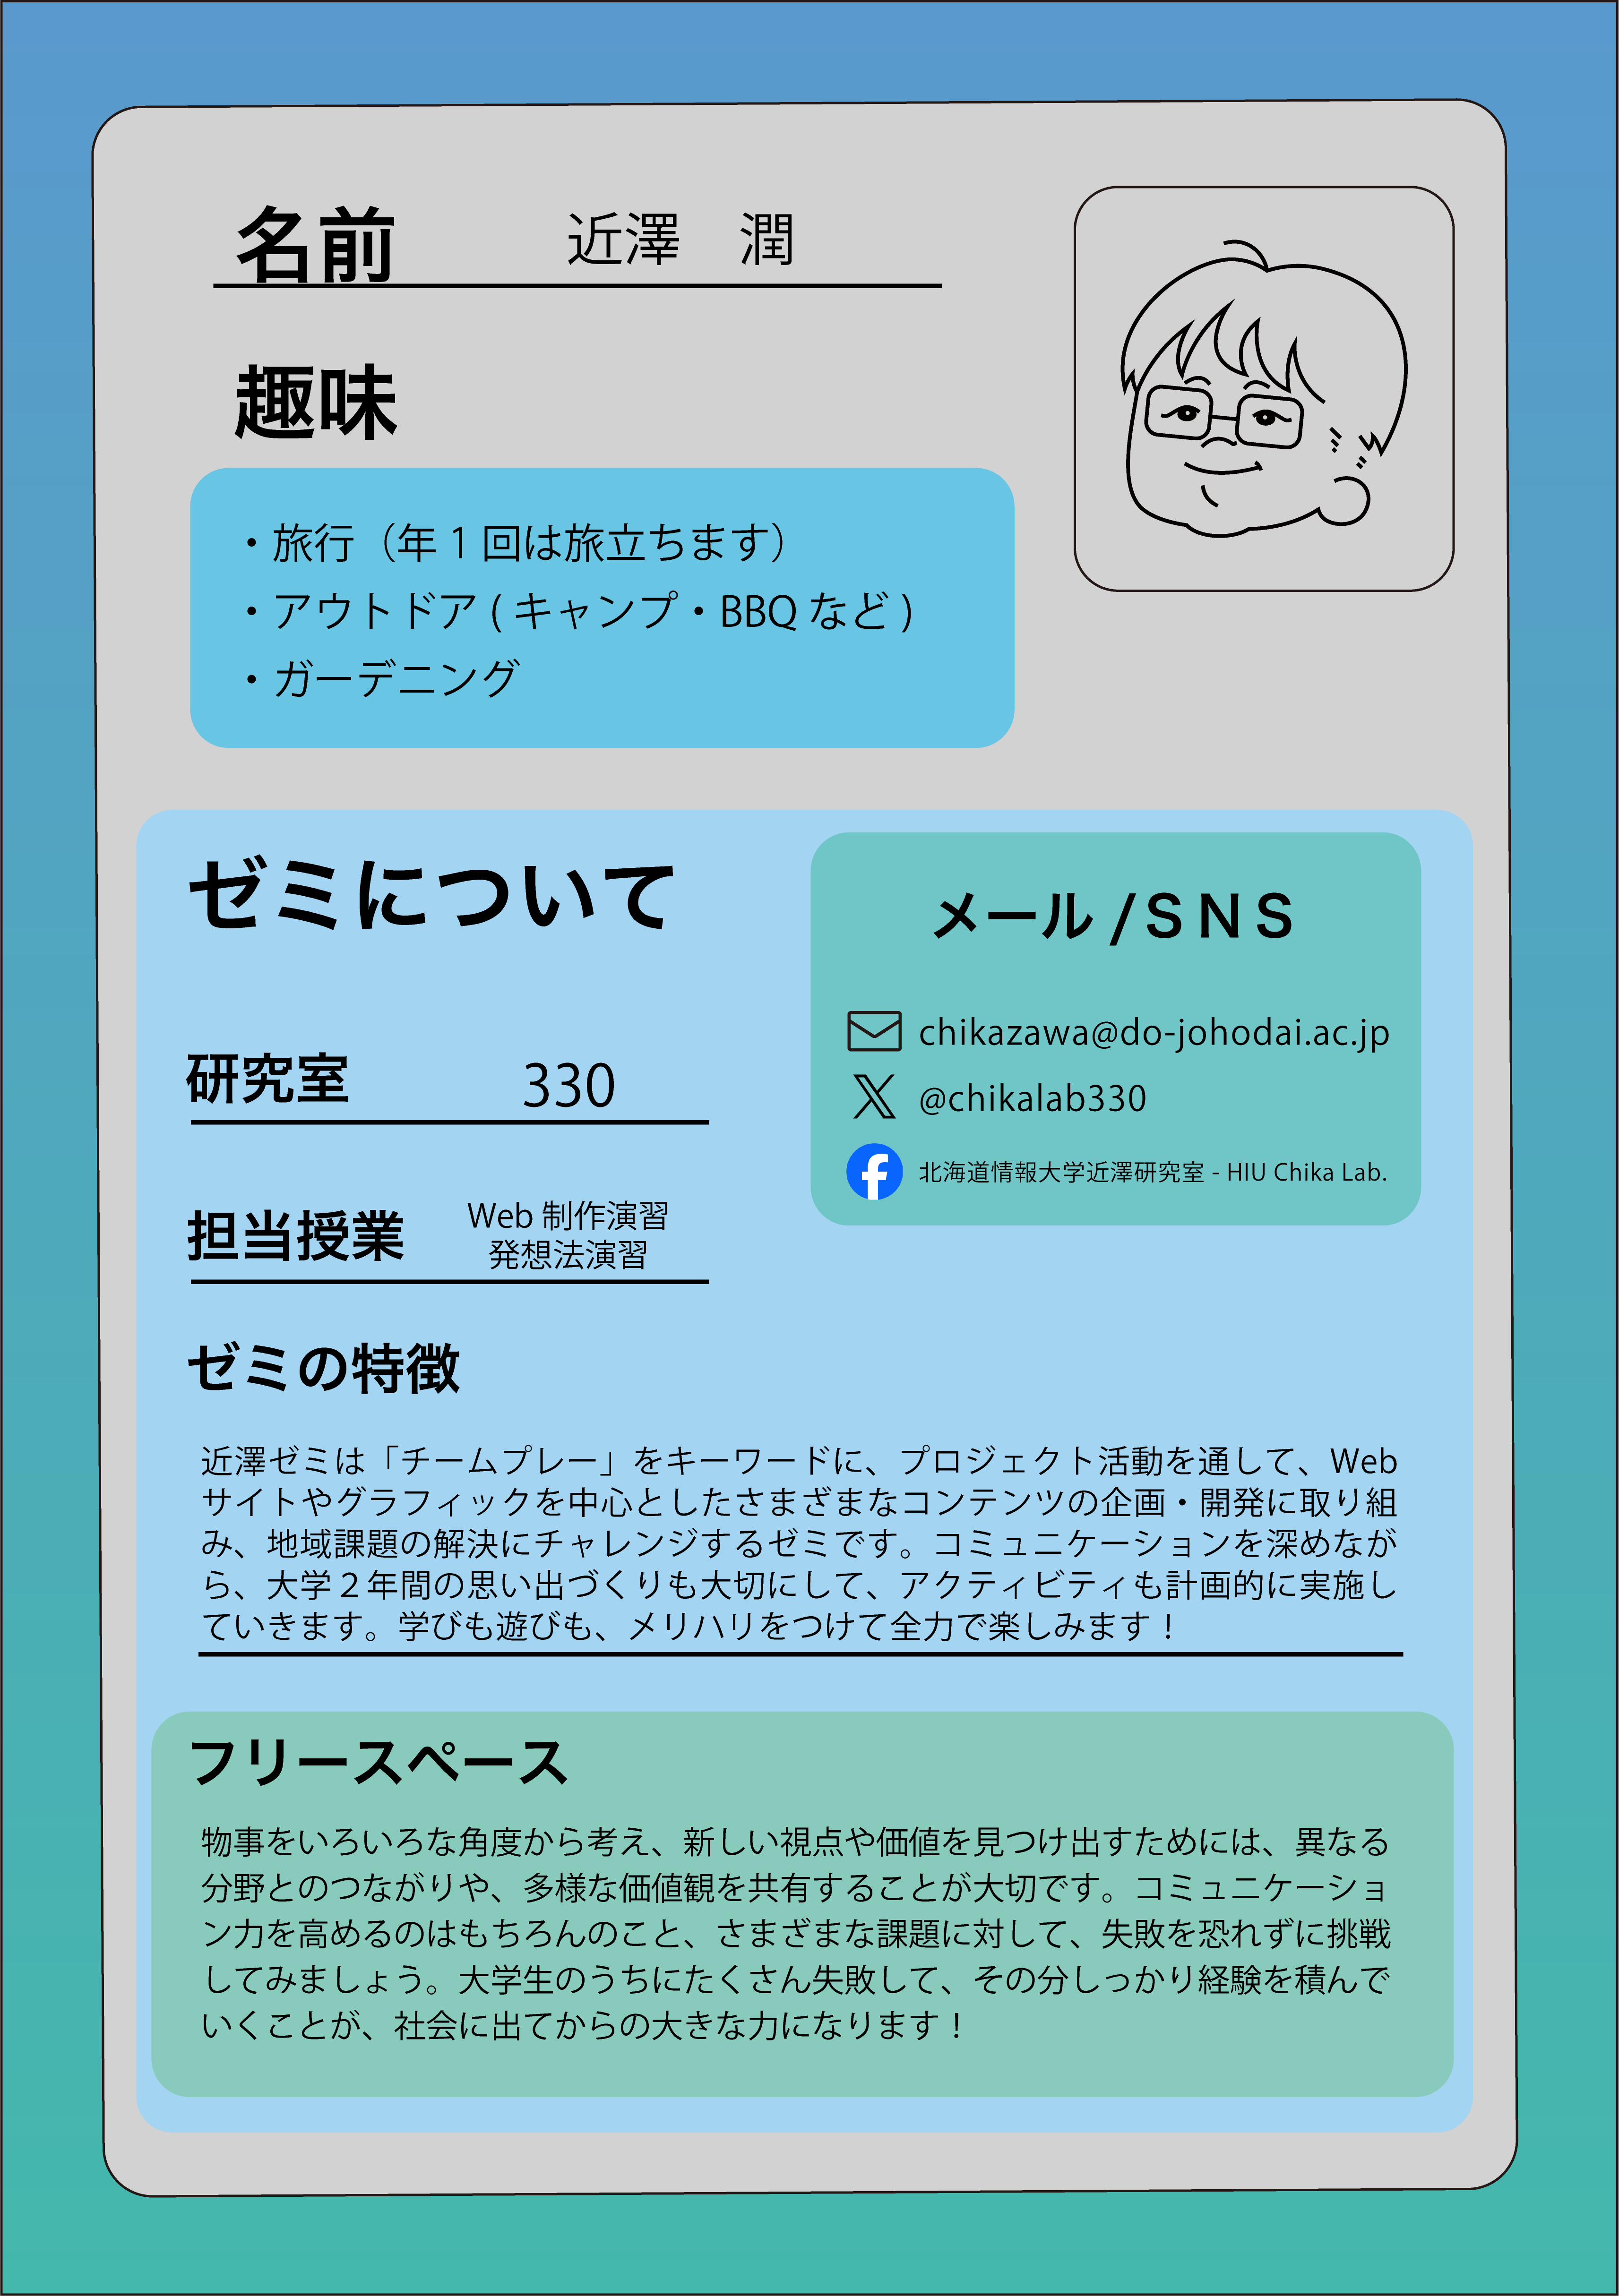 名前　近澤　潤
趣味
・旅行（年 1 回は旅立ちます）
・アウトドア ( キャンプ・BBQ など )
・ガーデニング
ゼミについて
研究室　330
担当授業　Web 制作演習
発想法演習
メール /ＳＮＳ
chikazawa@do-johodai.ac.jp
@chikalab330
北海道情報大学近澤研究室 - HIU Chika Lab.
ゼミの特徴
近澤ゼミは「チームプレー」をキーワードに、プロジェクト活動を通して、Web
サイトやグラフィックを中心としたさまざまなコンテンツの企画・開発に取り組
み、地域課題の解決にチャレンジするゼミです。コミュニケーションを深めなが
ら、大学２年間の思い出づくりも大切にして、アクティビティも計画的に実施し
ていきます。学びも遊びも、メリハリをつけて全力で楽しみます！
フリースペース
物事をいろいろな角度から考え、新しい視点や価値を見つけ出すためには、異なる
分野とのつながりや、多様な価値観を共有することが大切です。コミュニケーショ
ン力を高めるのはもちろんのこと、さまざまな課題に対して、失敗を恐れずに挑戦
してみましょう。大学生のうちにたくさん失敗して、その分しっかり経験を積んで
いくことが、社会に出てからの大きな力になります！